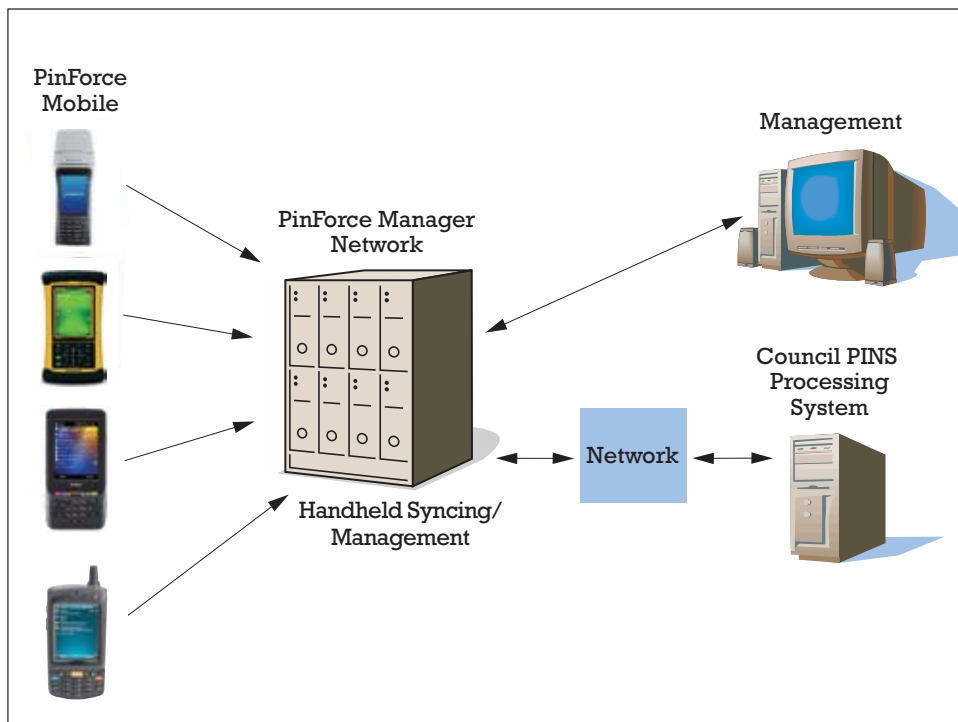 PinForce
Mobile
Management
PinForce Manager
Network
Council PINS
Processing
System
Network
Handheld Syncing/
Management